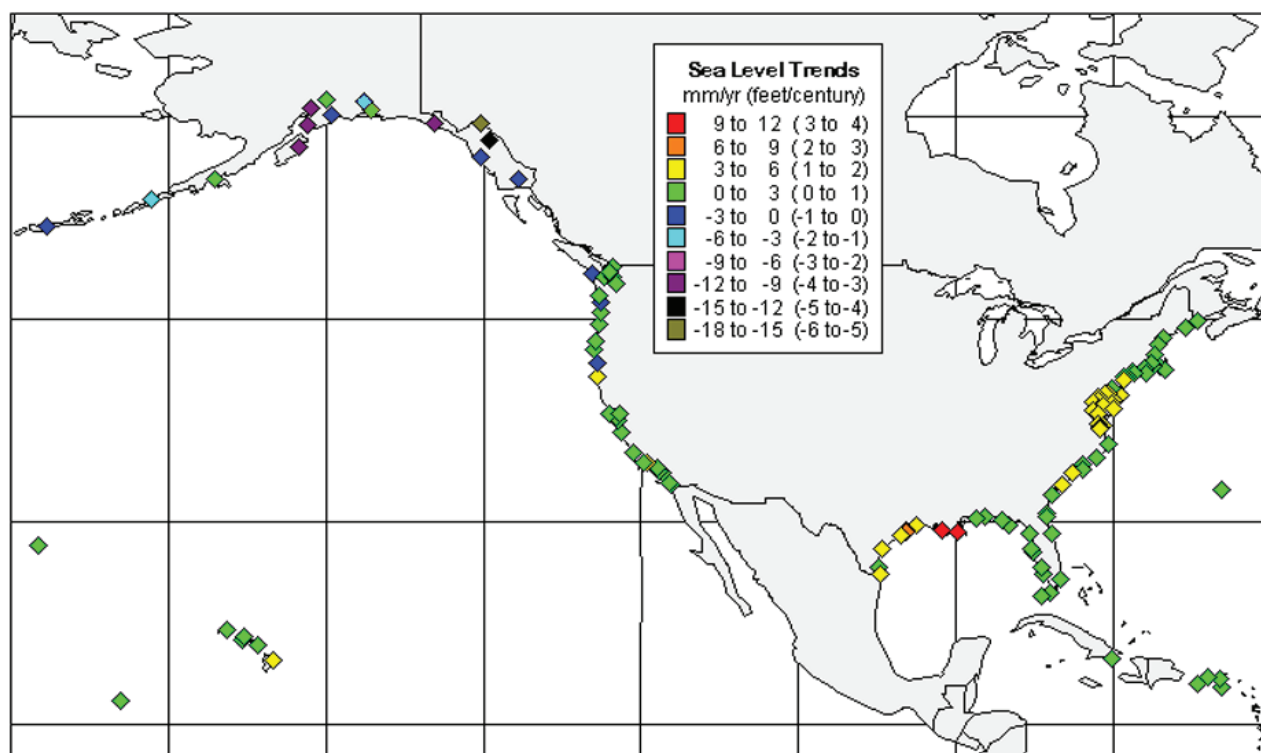 Sea Level Trends
mm/yr (feet/century)
9 to 12 (3 to 4)
6 to 9 (2 to 3)
3 to 6 (1 to 2)
0 to 3 (0 to 1)
-3 to 0 (-1 to 0)
-6 to -3 (-2 to -1)
-9 to -6 (-3 to -2)
-12 to -9 (-4 to -3)
-15 to -12 (-5 to -4)
-18 to -15 (-6 to -5)